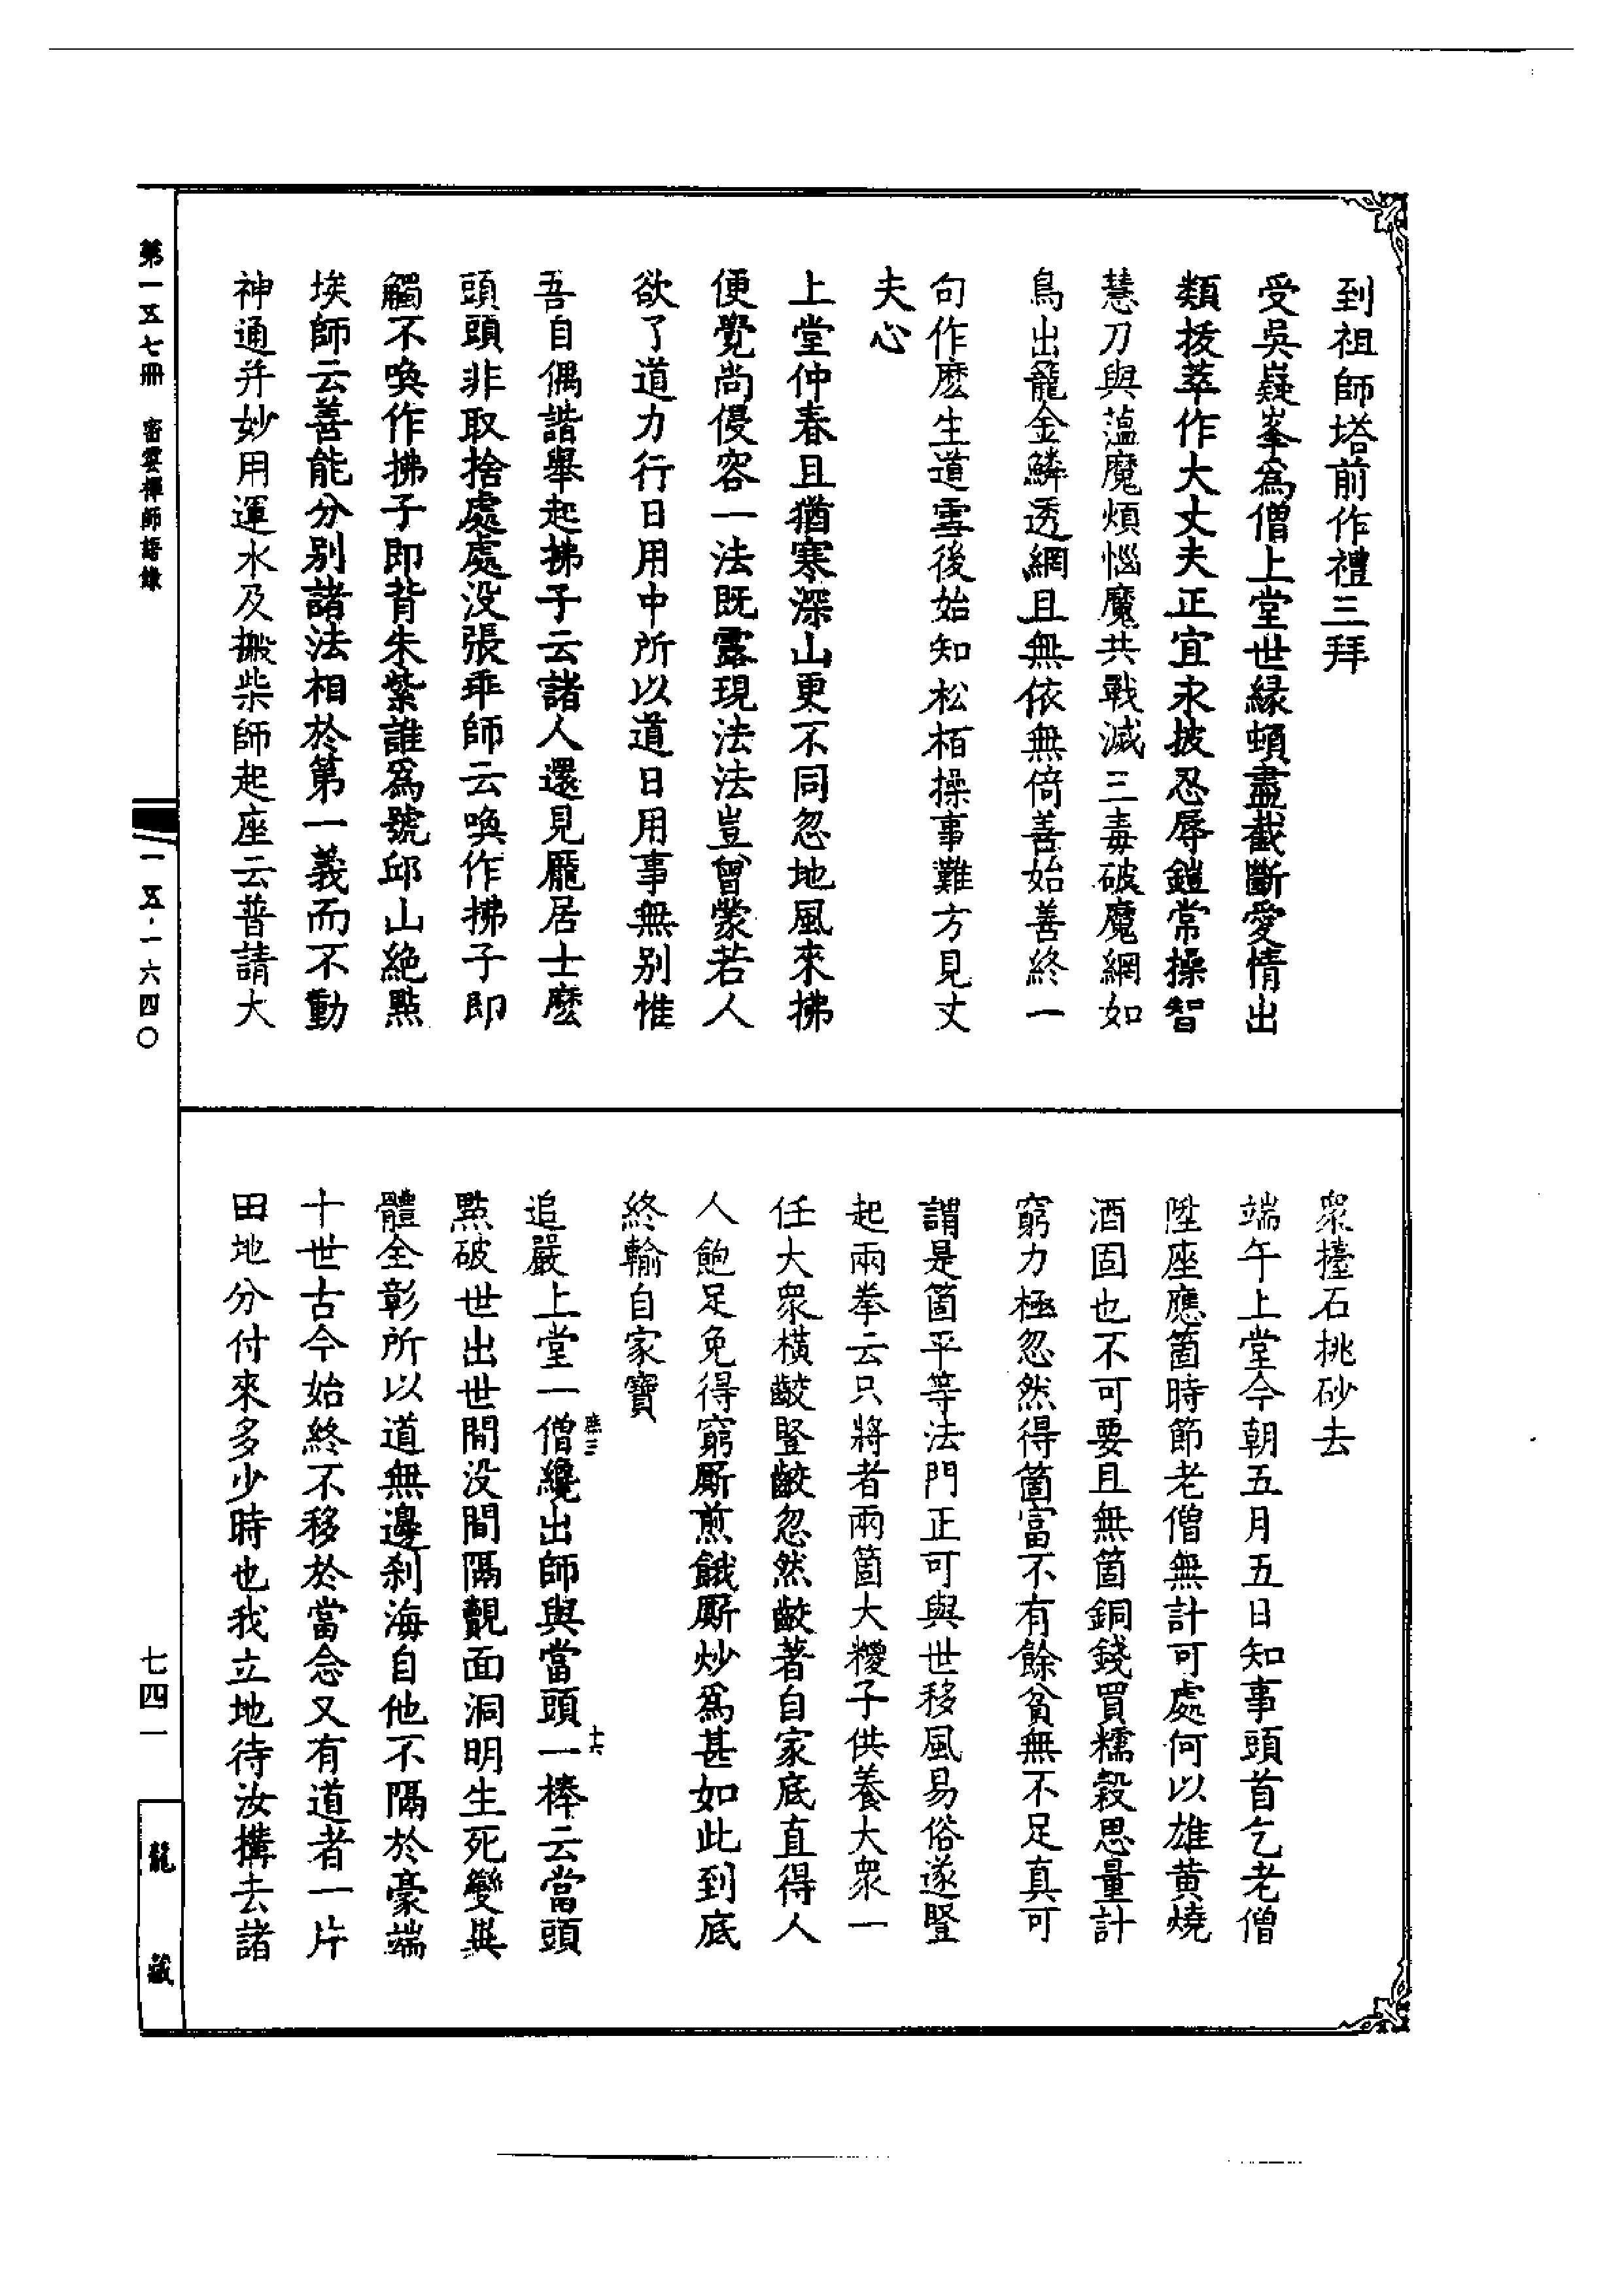 到祖師塔前作禮三拜
受吳嶷峯為僧上堂世緣頓盡截斷愛情出
類拔萃作大丈夫正宜永披忍辱鎧常操智
慧刀與蘊魔煩惱魔共戰滅三毒破魔網如
鳥出籠金鱗透網且無依無倚善始善終一
句作麽生道雪後始知松栢操事難方見丈
夫心
上堂仲春且猶寒深山更不同忽地風來拂
便覺尚侵容一法既露現法法豈曾蒙若人
欲了道力行日用中所以道日用事無別惟
吾自偶諧舉起拂子云諸人還見龎居士麽
頭頭非取捨處處没張乖師云喚作拂子即
觸不喚作拂子即背朱紫誰為號邱山絶點
埃師云善能分別諸法相於第一義而不動
神通并妙用運水及搬柴師起座云普請大
衆擡石挑砂去
端午上堂今朝五月五日知事頭首乞老僧
陞座應箇時節老僧無計可處何以雄黄燒
酒固也不可要且無箇銅錢買糯穀思量計
窮力極忽然得箇富不有餘貧無不足真可
謂是箇平等法門正可與世移風易俗遂豎
起兩拳云只將者兩箇大糉子供養大衆一
任大衆橫齩豎齩忽然齩著自家底直得人
人飽足免得窮厮煎餓厮炒為甚如此到底
終輸自家寶
追嚴上堂一僧纔出師與當頭一棒云當頭
點破世出世間没間隔覿面洞明生死變與
體全彰所以道無邊刹海自他不隔於豪端
十世古今始終不移於當念又有道者一片
田地分付來多少時也我立地待汝搆去諸
第一五七冊 密雲禪師語錄
一五·一六四〇
七四一
龍藏
十六